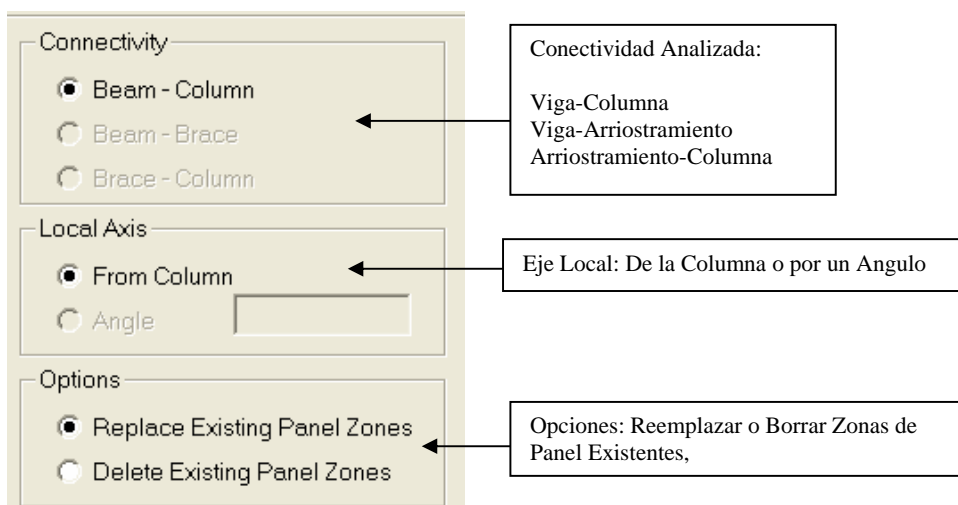 Connectivity
Beam - Column
Beam - Brace
Brace - Column
Conectividad Analizada:
Viga-Columna
Viga-Arriostramiento
Arriostramiento-Columna
Local Axis
From Column
Angle
Eje Local: De la Columna o por un Angulo
Options
Replace Existing Panel Zones
Delete Existing Panel Zones
Opciones: Reemplazar o Borrar Zonas de
Panel Existentes,